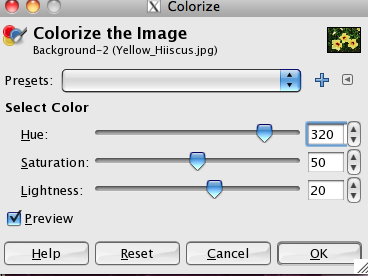 Colorize
Colorize the Image
Background-2 (Yellow_Hiiscus.jpg)
Presets:
Select Color
Hue: 320
Saturation: 50
Lightness: 20
Preview
Help Reset Cancel OK